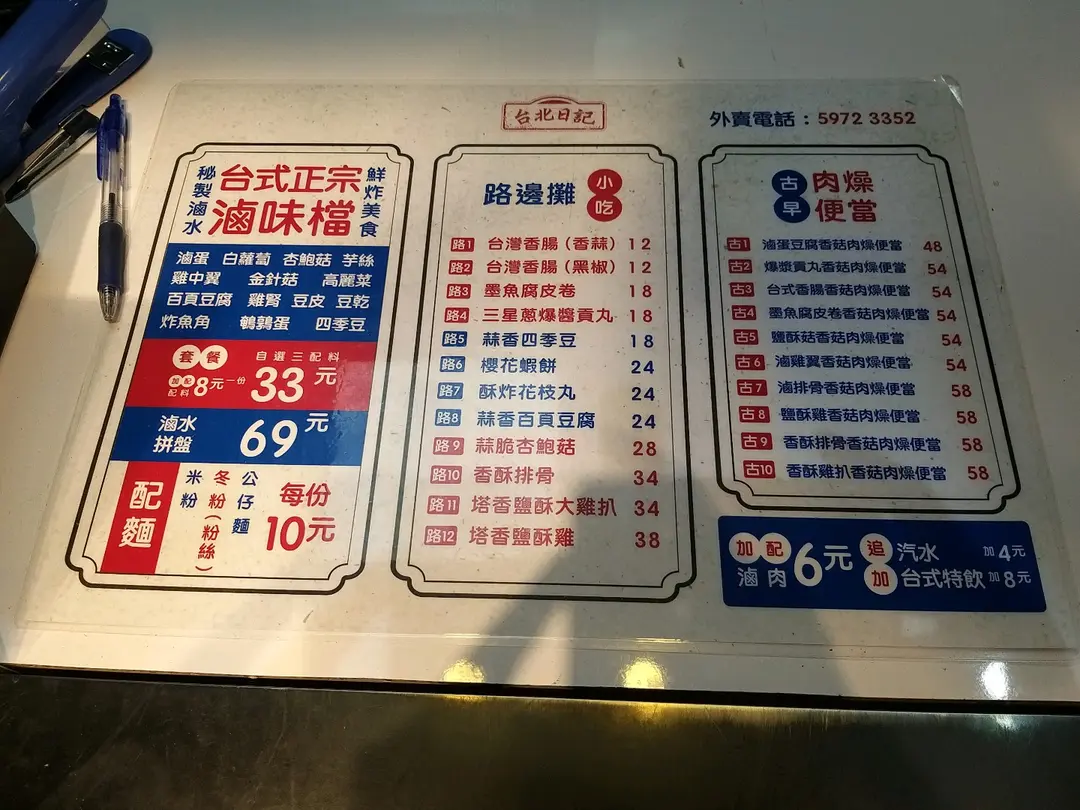 台北日記
外賣電話：5972 3352
秘製滷水
台式正宗
滷味檔
鮮炸美食
滷蛋 白蘿蔔 杏鮑菇 芋絲
雞中翼 金針菇 高麗菜
百頁豆腐 雞腎 豆皮 豆乾
炸魚角 鵪鶉蛋 四季豆
套餐 自選三配料
加配配料8元一份 33元
滷水拼盤 69元
配麵
米粉
冬粉(粉絲)
公仔麵
每份
10元
路邊攤 小吃
路1 台灣香腸（香蒜） 12
路2 台灣香腸（黑椒） 12
路3 墨魚腐皮卷 18
路4 三星蔥爆醬貢丸 18
路5 蒜香四季豆 18
路6 櫻花蝦餅 24
路7 酥炸花枝丸 24
路8 蒜香百頁豆腐 24
路9 蒜脆杏鮑菇 28
路10 香酥排骨 34
路11 塔香鹽酥大雞扒 34
路12 塔香鹽酥雞 38
古早 肉燥便當
古1 滷蛋豆腐香菇肉燥便當 48
古2 爆漿貢丸香菇肉燥便當 54
古3 台式香腸香菇肉燥便當 54
古4 墨魚腐皮卷香菇肉燥便當 54
古5 鹽酥菇香菇肉燥便當 54
古6 滷雞翼香菇肉燥便當 54
古7 滷排骨香菇肉燥便當 58
古8 鹽酥雞香菇肉燥便當 58
古9 香酥排骨香菇肉燥便當 58
古10 香酥雞扒香菇肉燥便當 58
加配滷肉6元
追加
汽水 加4元
台式特飲 加8元